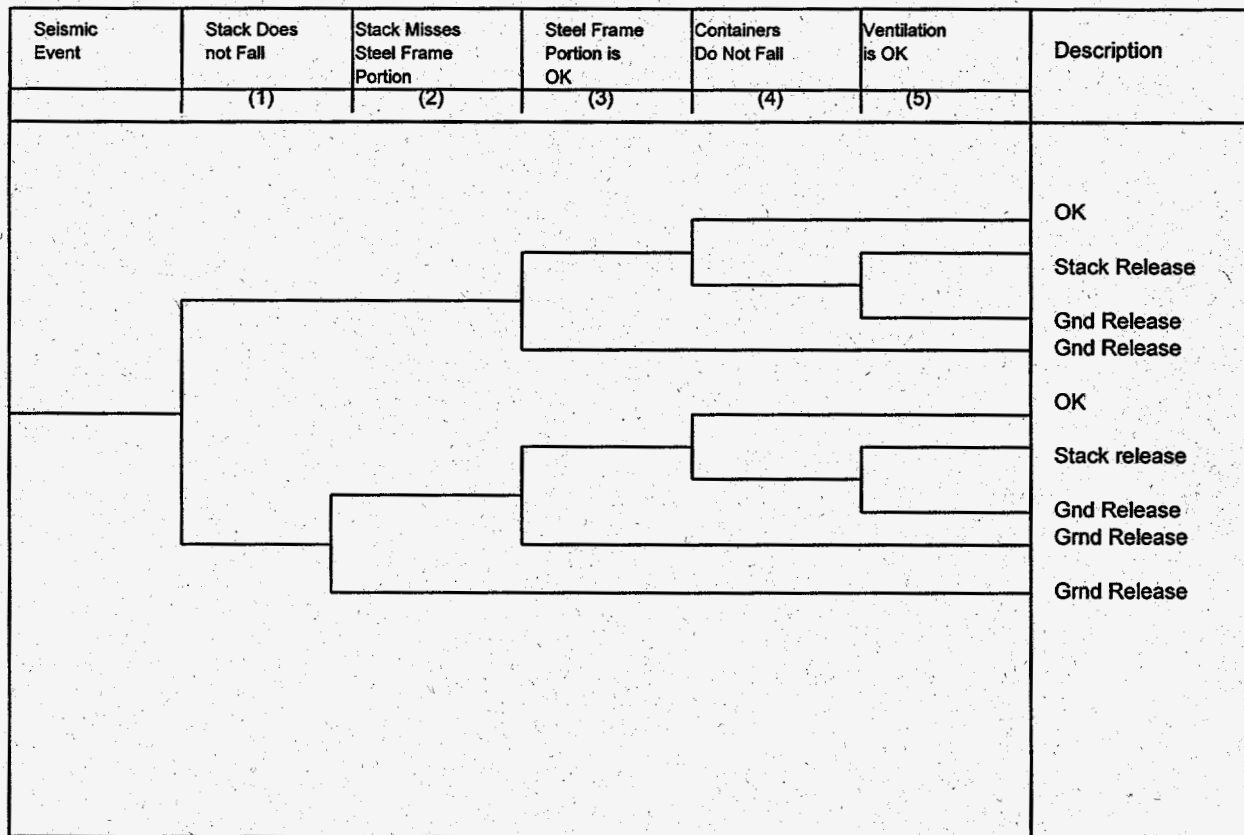 Seismic
Event
Stack Does
not Fall
Stack Misses
Steel Frame
Portion
Steel Frame
Portion is
OK
Containers
Do Not Fall
Ventilation
is OK
Description
(1)
(2)
(3)
(4)
(5)
OK
Stack Release
Gnd Release
Gnd Release
OK
Stack release
Gnd Release
Grnd Release
Grnd Release